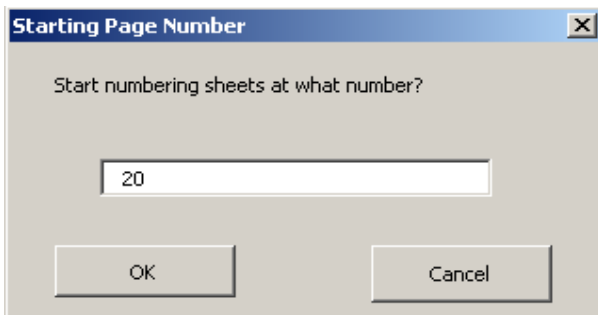 Starting Page Number
Start numbering sheets at what number?
20
OK
Cancel